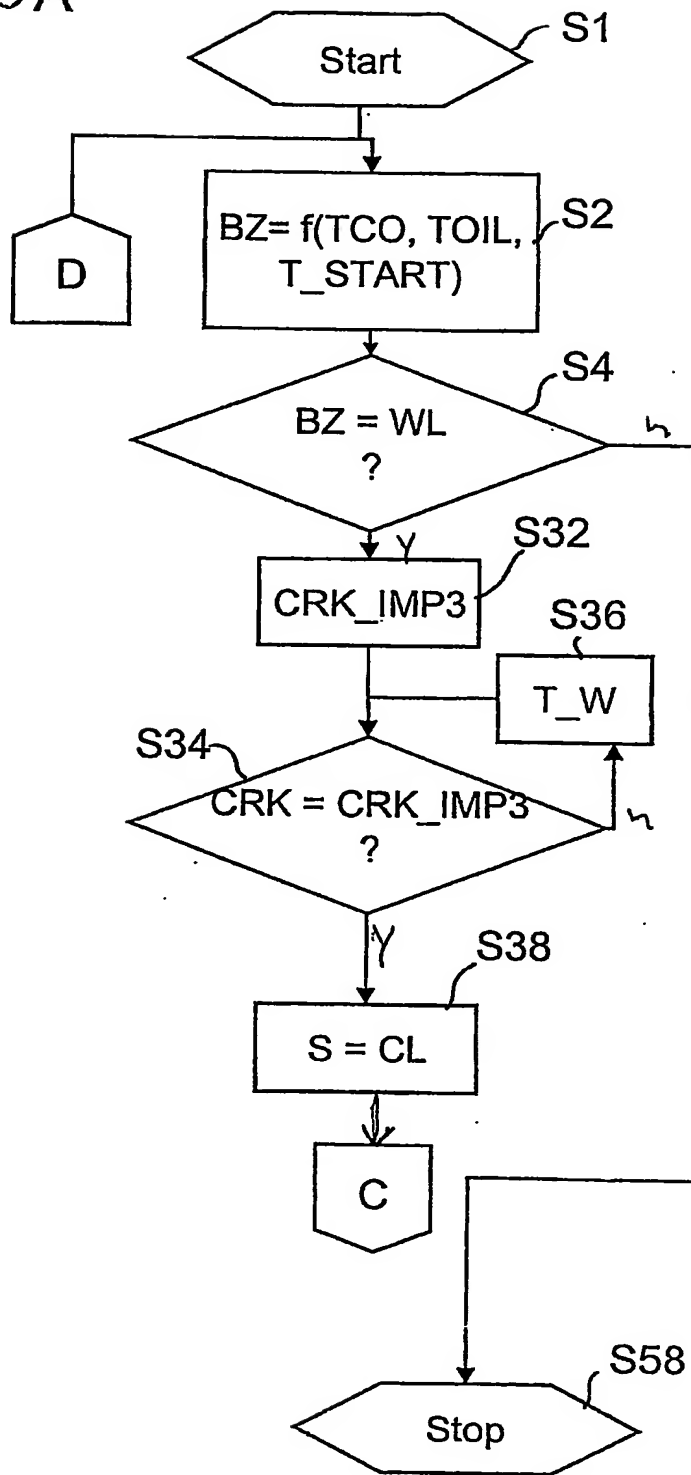 S1
Start
S2
BZ= f(TCO, TOIL,
T_START)
D
S4
BZ = WL
?
n
Y
S32
CRK_IMP3
S36
T_W
S34
CRK = CRK_IMP3
?
n
Y
S38
S = CL
C
S58
Stop